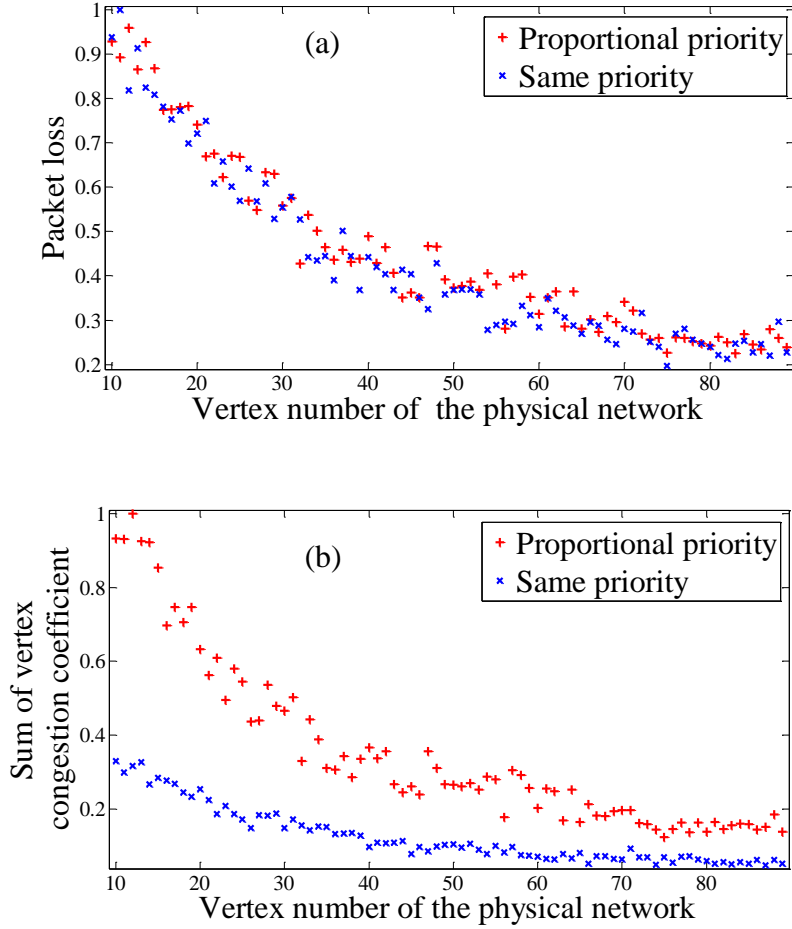 1
0.9
0.8
0.7
0.6
0.5
0.4
0.3
0.2
Packet loss
(a)
Proportional priority
Same priority
10 20 30 40 50 60 70 80
Vertex number of the physical network
1
0.8
0.6
0.4
0.2
Sum of vertex
congestion coefficient
(b)
Proportional priority
Same priority
10 20 30 40 50 60 70 80
Vertex number of the physical network